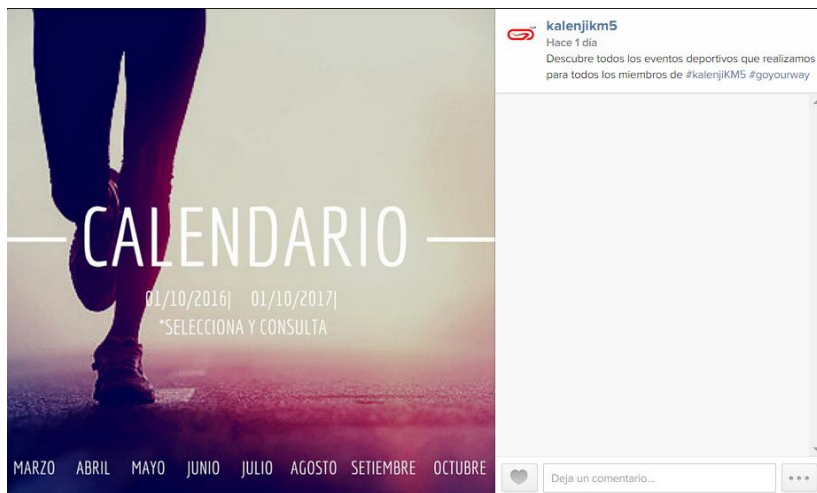 CALENDARIO
01/10/2016| 01/10/2017|
*SELECCIONA Y CONSULTA
MARZO ABRIL MAYO JUNIO JULIO AGOSTO SETIEMBRE OCTUBRE
kalenjikm5
Hace 1 día
Descubre todos los eventos deportivos que realizamos
para todos los miembros de #kalenjiKM5 #goyourway
Deja un comentario...